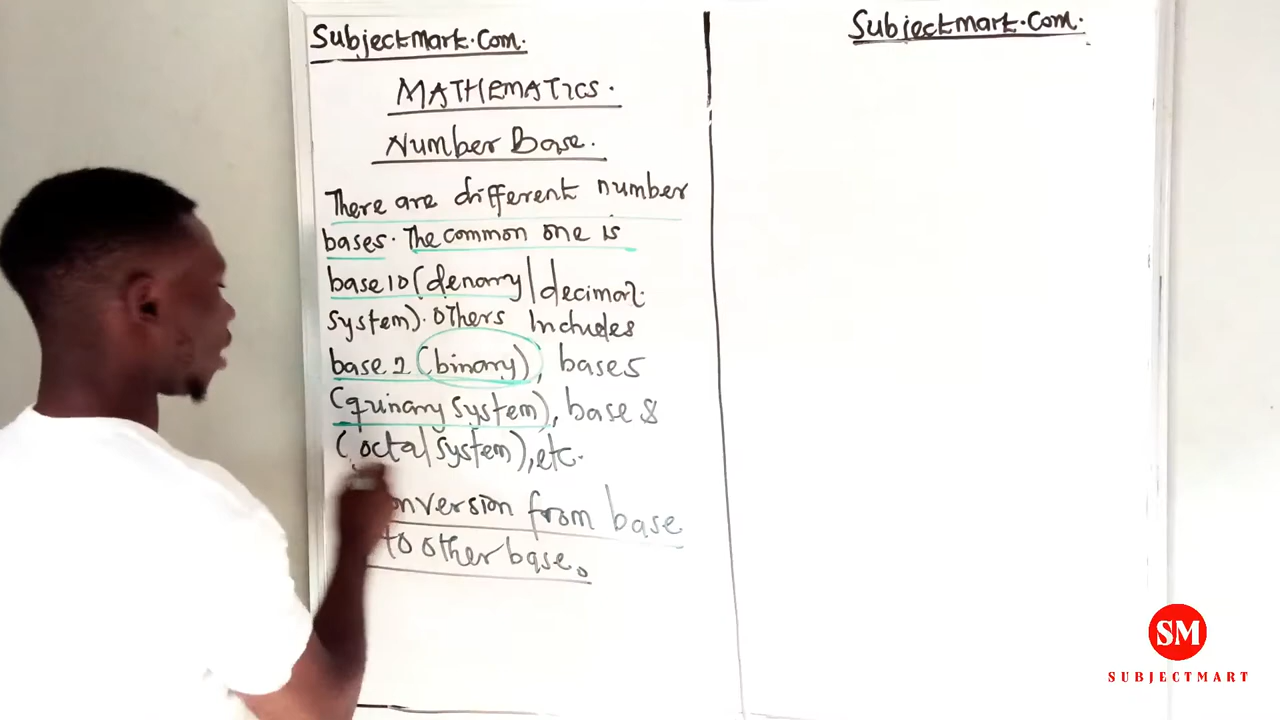 Subjectmark.Com.
MATHEMATICS.
Number Base.
There are different number
bases. The common one is
base 10 (denary/decimal
System). Others Includes
base 2 (binary), base 5
(quinary System), base 8
(octal System), etc.
from base
to other base.
Subjectmark.Com.
SM
SUBJECTMART